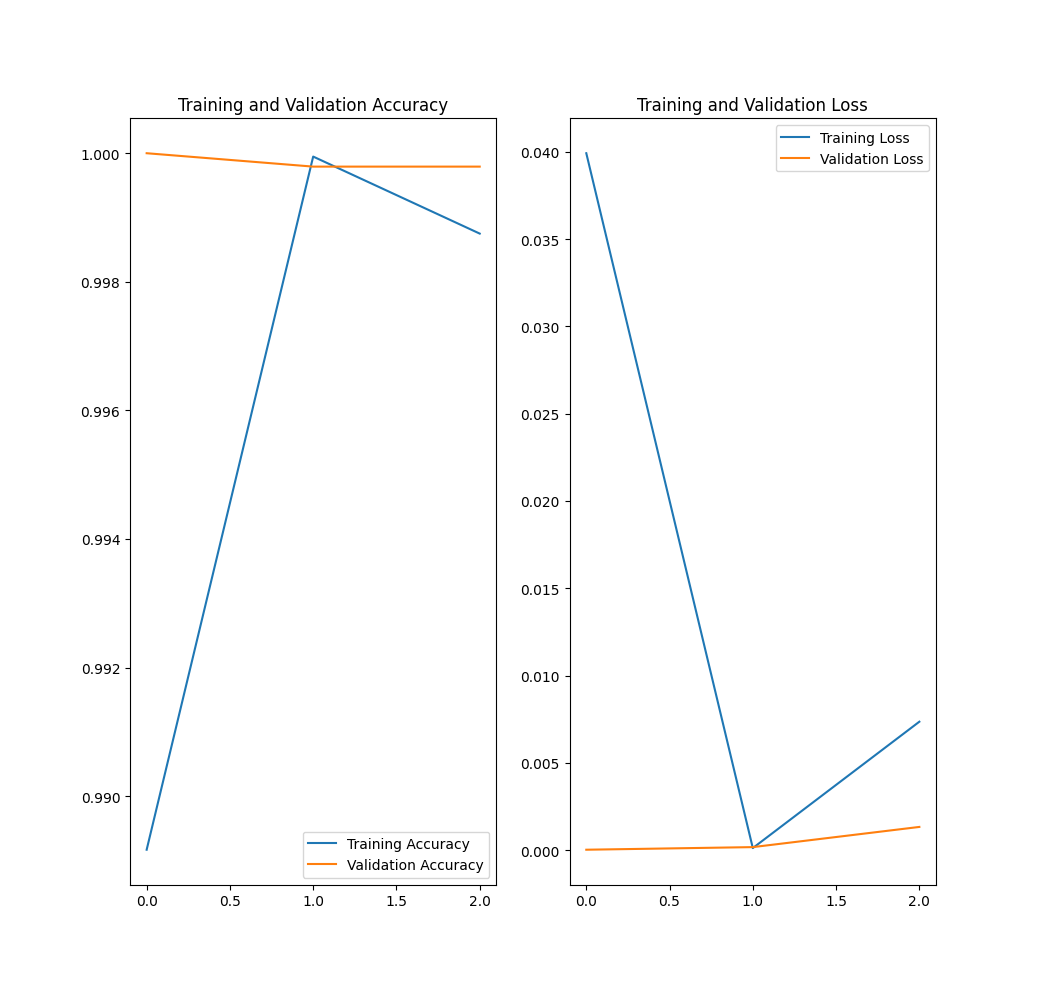 Training and Validation Accuracy
1.000
0.998
0.996
0.994
0.992
0.990
Training Accuracy
Validation Accuracy
0.0 0.5 1.0 1.5 2.0
Training and Validation Loss
Training Loss
Validation Loss
0.040
0.035
0.030
0.025
0.020
0.015
0.010
0.005
0.000
0.0 0.5 1.0 1.5 2.0